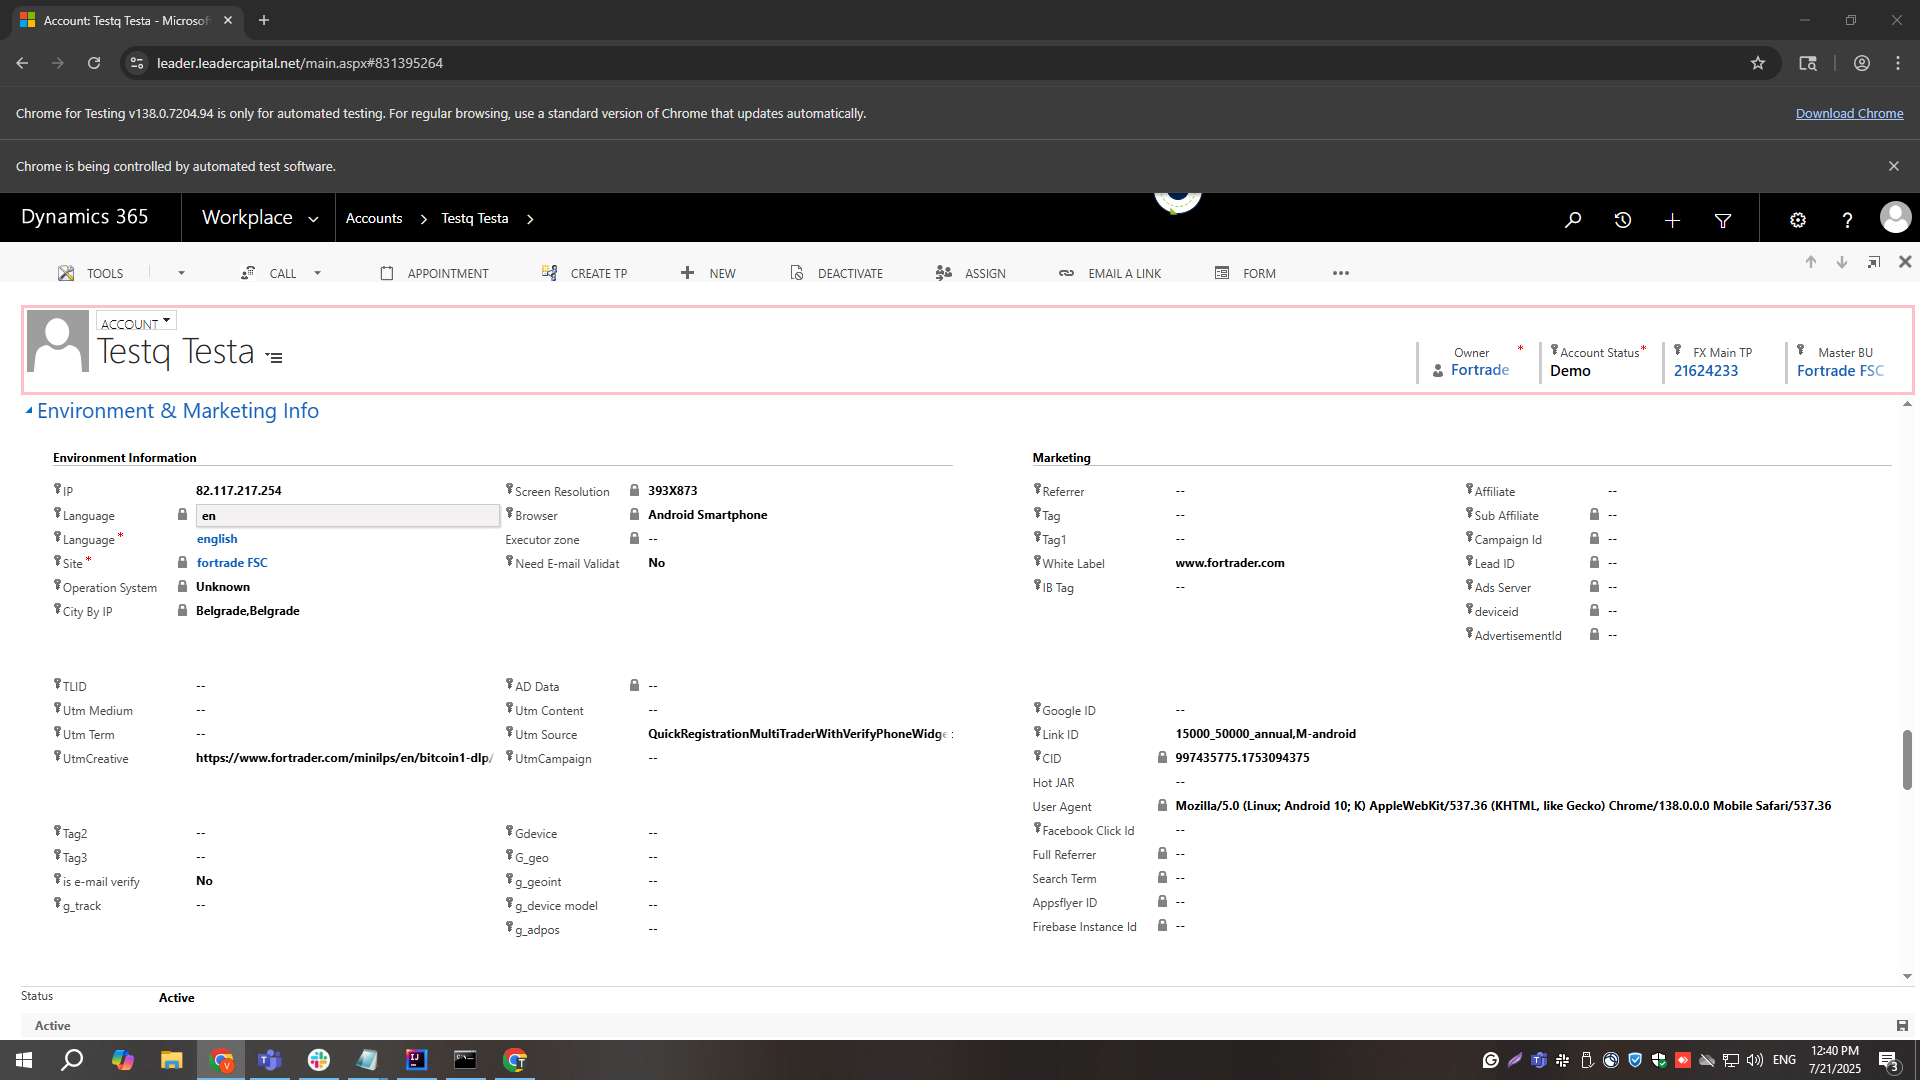 Account: Testq Testa - Microsof
leader.leadercapital.net/main.aspx#831395264
Chrome for Testing v138.0.7204.94 is only for automated testing. For regular browsing, use a standard version of Chrome that updates automatically.
Download Chrome
Chrome is being controlled by automated test software.
Dynamics 365
Workplace
Accounts
Testq Testa
TOOLS
CALL
APPOINTMENT
CREATE TP
NEW
DEACTIVATE
ASSIGN
EMAIL A LINK
FORM
ACCOUNT
Testq Testa
Owner *
Fortrade
Account Status *
Demo
FX Main TP
21624233
Master BU
Fortrade FSC
Environment & Marketing Info
Environment Information
IP 82.117.217.254
Language en
Language * english
Site * fortrade FSC
Operation System Unknown
City By IP Belgrade,Belgrade
Screen Resolution 393X873
Browser Android Smartphone
Executor zone --
Need E-mail Validat No
TLID --
Utm Medium --
Utm Term --
UtmCreative https://www.fortrader.com/minilps/en/bitcoin1-dlp/
AD Data --
Utm Content --
Utm Source QuickRegistrationMultiTraderWithVerifyPhoneWidge
UtmCampaign --
Tag2 --
Tag3 --
is e-mail verify No
g_track --
Gdevice --
G_geo --
g_geoint --
g_device model --
g_adpos --
Marketing
Referrer --
Tag --
Tag1 --
White Label www.fortrader.com
IB Tag --
Affiliate --
Sub Affiliate --
Campaign Id --
Lead ID --
Ads Server --
deviceid --
AdvertisementId --
Google ID --
Link ID 15000_50000_annual,M-android
CID 997435775.1753094375
Hot JAR --
User Agent Mozilla/5.0 (Linux; Android 10; K) AppleWebKit/537.36 (KHTML, like Gecko) Chrome/138.0.0.0 Mobile Safari/537.36
Facebook Click Id --
Full Referrer --
Search Term --
Appsflyer ID --
Firebase Instance Id --
Status Active
Active
ENG
12:40 PM
7/21/2025
3